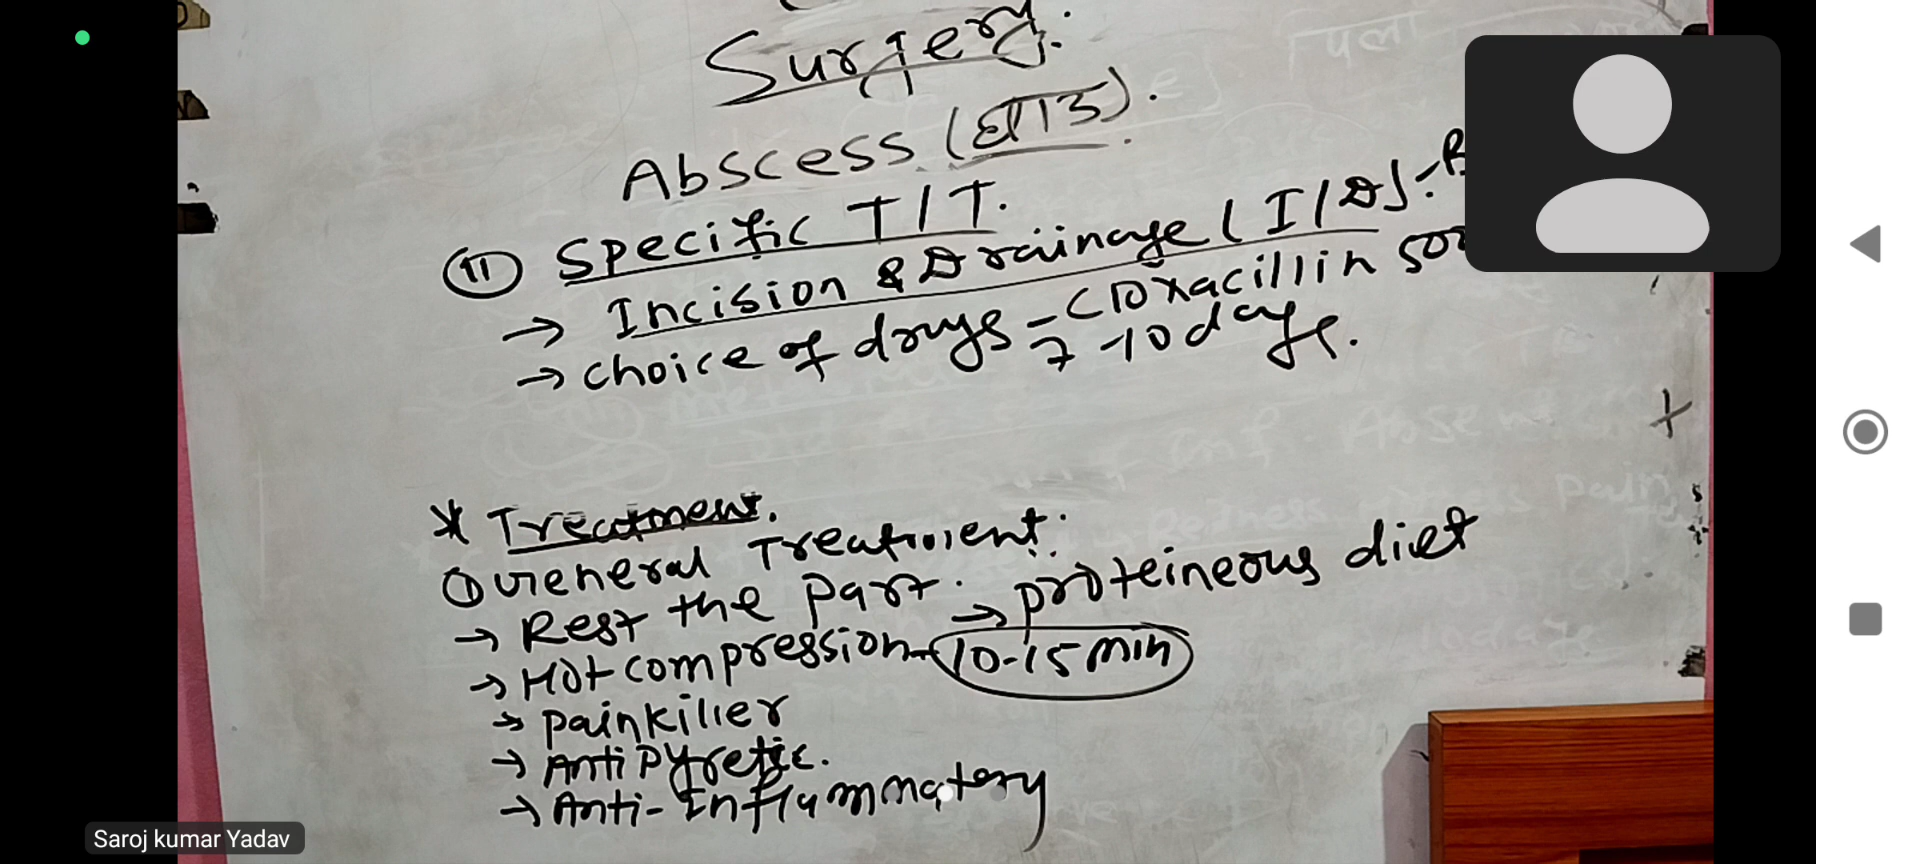 Surgery.
Abscess (घाउ).
(II) Specific T/T.
→ Incision & Drainage (I/D) :-
→ choice of drugs - Cloxacillin 500
7-10 days.
* Treatment.
① General Treatment:
→ Rest the part. → proteineous diet
→ Hot compression - 10-15 min
→ painkiller
→ Antipyretic.
→ Anti-Inflammatory
Saroj kumar Yadav